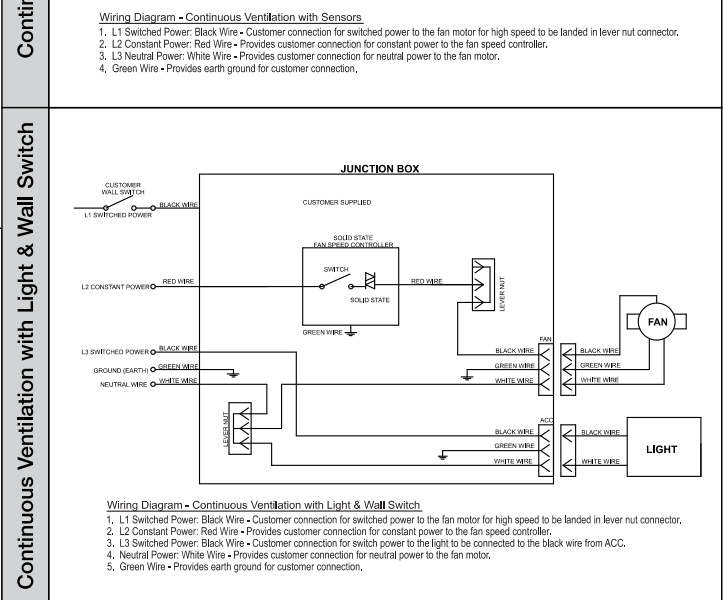 Contin
Wiring Diagram - Continuous Ventilation with Sensors
1. L1 Switched Power: Black Wire - Customer connection for switched power to the fan motor for high speed to be landed in lever nut connector.
2. L2 Constant Power: Red Wire - Provides customer connection for constant power to the fan speed controller.
3. L3 Neutral Power: White Wire - Provides customer connection for neutral power to the fan motor.
4. Green Wire - Provides earth ground for customer connection.
Continuous Ventilation with Light & Wall Switch
JUNCTION BOX
CUSTOMER
WALL SWITCH
BLACK WIRE
L1 SWITCHED POWER
CUSTOMER SUPPLIED
SOLID STATE
FAN SPEED CONTROLLER
SWITCH
SOLID STATE
L2 CONSTANT POWER
RED WIRE
RED WIRE
LEVER NUT
GREEN WIRE
FAN
FAN
L3 SWITCHED POWER
BLACK WIRE
BLACK WIRE
BLACK WIRE
GROUND (EARTH)
GREEN WIRE
GREEN WIRE
GREEN WIRE
NEUTRAL WIRE
WHITE WIRE
WHITE WIRE
WHITE WIRE
LEVER NUT
ACC
BLACK WIRE
BLACK WIRE
GREEN WIRE
LIGHT
WHITE WIRE
WHITE WIRE
Wiring Diagram - Continuous Ventilation with Light & Wall Switch
1. L1 Switched Power: Black Wire - Customer connection for switched power to the fan motor for high speed to be landed in lever nut connector.
2. L2 Constant Power: Red Wire - Provides customer connection for constant power to the fan speed controller.
3. L3 Switched Power: Black Wire - Customer connection for switch power to the light to be connected to the black wire from ACC.
4. Neutral Power: White Wire - Provides customer connection for neutral power to the fan motor.
5. Green Wire - Provides earth ground for customer connection.